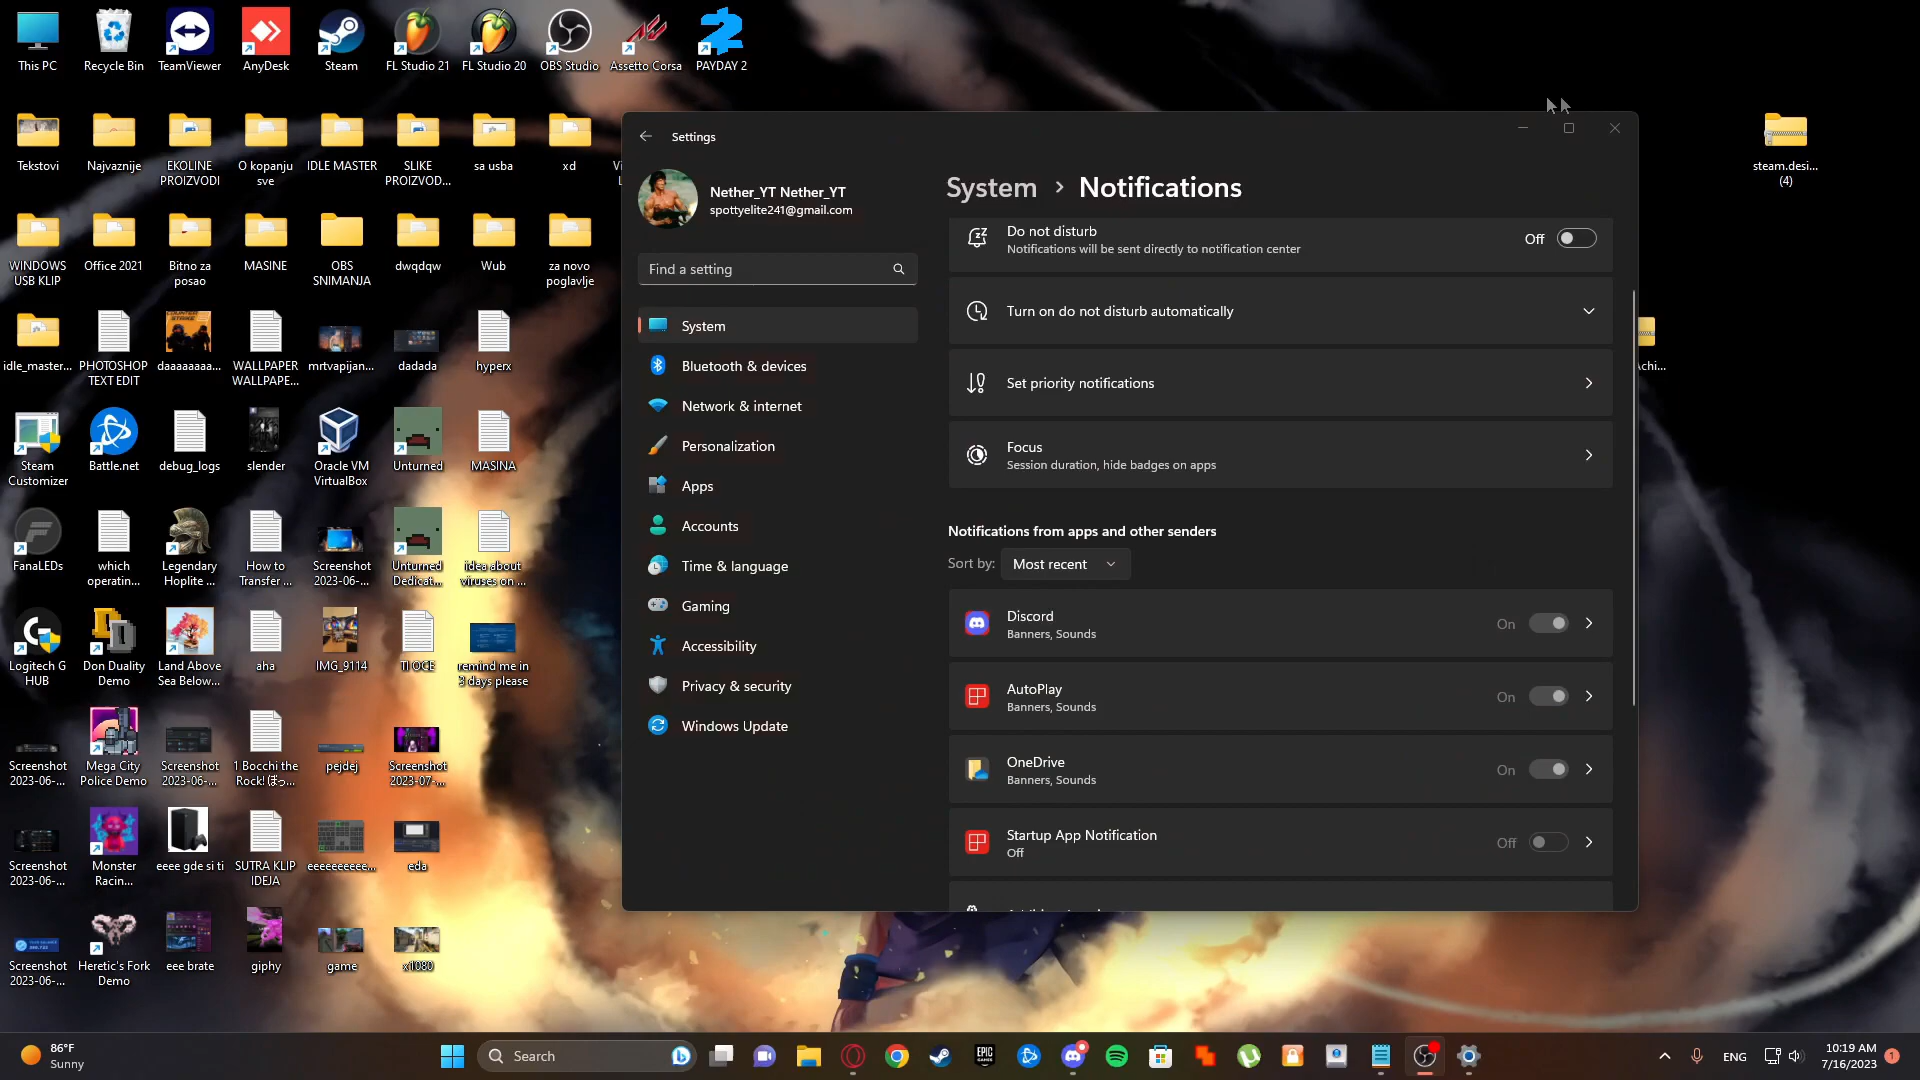 This PC
Recycle Bin
TeamViewer
AnyDesk
Steam
FL Studio 21
FL Studio 20
OBS Studio
Assetto Corsa
PAYDAY 2
Tekstovi
Najvaznije
EKOLINE
PROIZVODI
O kopanju
sve
IDLE MASTER
SLIKE
PROIZVOD...
sa usba
xd
steam.desi...
(4)
WINDOWS
USB KLIP
Office 2021
Bitno za
posao
MASINE
OBS
SNIMANJA
dwqdqw
Wub
za novo
poglavlje
idle_master...
PHOTOSHOP
TEXT EDIT
daaaaaaaa...
WALLPAPER
WALLPAPE...
mrtvapijan...
dadada
hyperx
Steam
Customizer
Battle.net
debug_logs
slender
Oracle VM
VirtualBox
Unturned
MASINA
FanaLEDs
which
operatin...
Legendary
Hoplite ...
How to
Transfer ...
Screenshot
2023-06-...
Unturned
Dedicat...
idea about
viruses on ...
Logitech G
HUB
Don Duality
Demo
Land Above
Sea Below...
aha
IMG_9114
TI OCE
remind me in
3 days please
Screenshot
2023-06-...
Mega City
Police Demo
Screenshot
2023-06-...
1 Bocchi the
Rock! (ぼっ...
pejdej
Screenshot
2023-07-...
Screenshot
2023-06-...
Monster
Racin...
eeee gde si ti
SUTRA KLIP
IDEJA
eeeeeeeeee...
eda
Screenshot
2023-06-...
Heretic's Fork
Demo
eee brate
giphy
game
x1080
Settings
Nether_YT Nether_YT
spottyelite241@gmail.com
Find a setting
System
Bluetooth & devices
Network & internet
Personalization
Apps
Accounts
Time & language
Gaming
Accessibility
Privacy & security
Windows Update
System > Notifications
Do not disturb
Notifications will be sent directly to notification center
Off
Turn on do not disturb automatically
Set priority notifications
Focus
Session duration, hide badges on apps
Notifications from apps and other senders
Sort by: Most recent
Discord
Banners, Sounds
On
AutoPlay
Banners, Sounds
On
OneDrive
Banners, Sounds
On
Startup App Notification
Off
Off
86°F
Sunny
Search
EPIC
GAMES
ENG
10:19 AM
7/16/2023
1